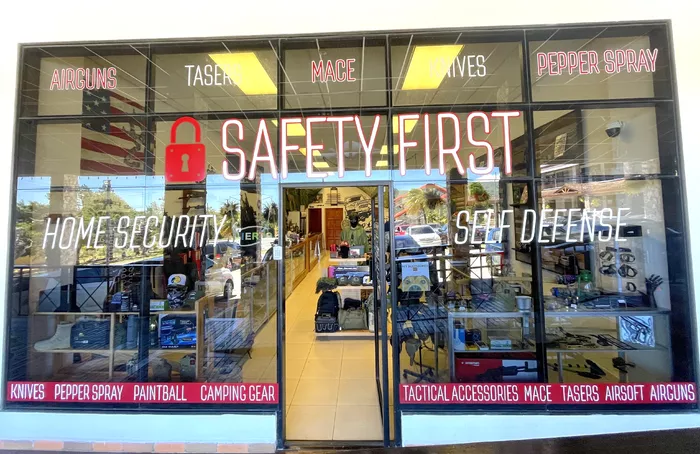 AIRGUNS TASERS MACE KNIVES PEPPER SPRAY
SAFETY FIRST
HOME SECURITY SELF DEFENSE
KNIVES PEPPER SPRAY PAINTBALL CAMPING GEAR
TACTICAL ACCESSORIES MACE TASERS AIRSOFT AIRGUNS